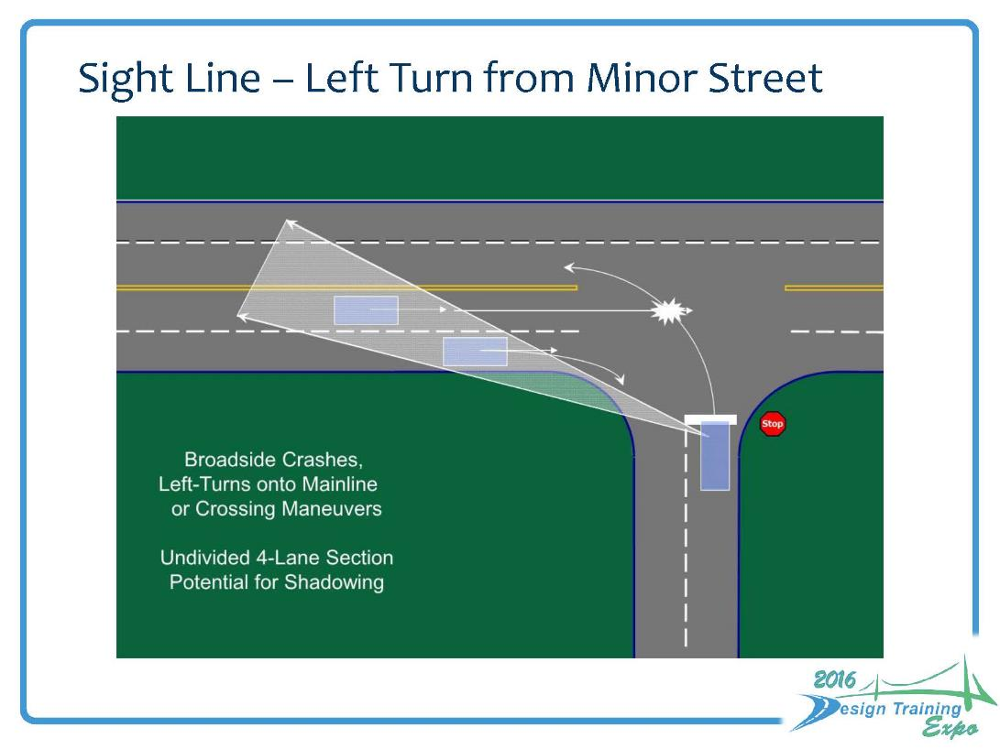 Sight Line – Left Turn from Minor Street
Stop
Broadside Crashes,
Left-Turns onto Mainline
or Crossing Maneuvers
Undivided 4-Lane Section
Potential for Shadowing
2016
Design Training
Expo